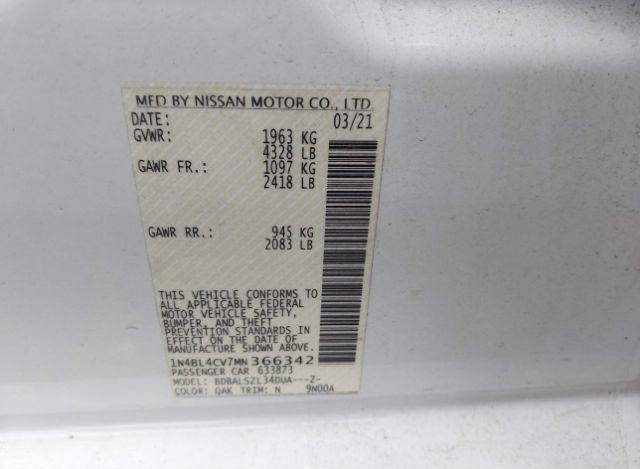 MFD BY NISSAN MOTOR CO., LTD.
DATE: 03/21
GVWR: 1963 KG
4328 LB
GAWR FR.: 1097 KG
2418 LB
GAWR RR.: 945 KG
2083 LB
THIS VEHICLE CONFORMS TO
ALL APPLICABLE FEDERAL
MOTOR VEHICLE SAFETY,
BUMPER, AND THEFT
PREVENTION STANDARDS IN
EFFECT ON THE DATE OF
MANUFACTURE SHOWN ABOVE.
1N4BL4CV7MN366342
PASSENGER CAR 633873
MODEL: BDBALSZL34DUA---Z-
COLOR: QAK TRIM: N 9N00A